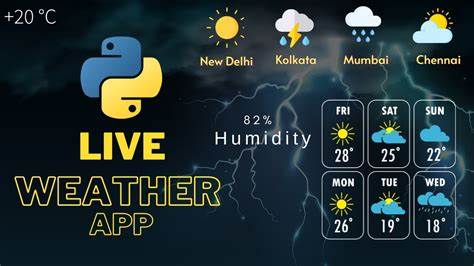 +20 °C
New Delhi
Kolkata
Mumbai
Chennai
LIVE
WEATHER
APP
82%
Humidity
FRI
28°
SAT
25°
SUN
22°
MON
26°
TUE
19°
WED
18°